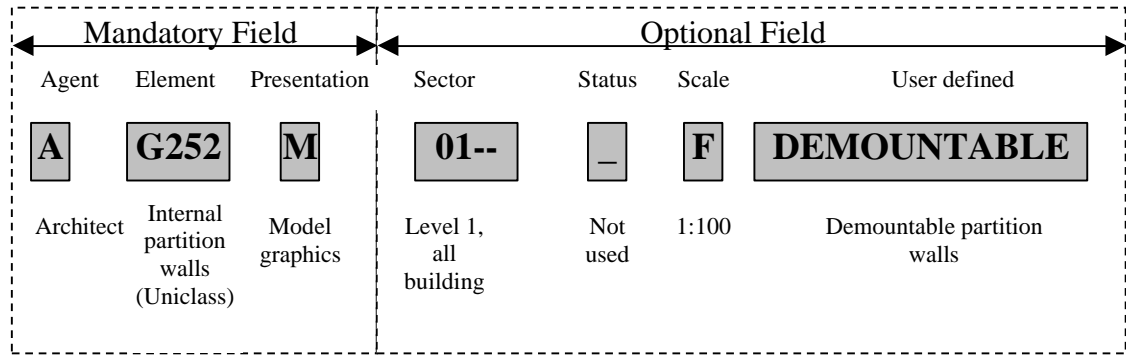 Mandatory Field Optional Field
Agent Element Presentation Sector Status Scale User defined
A G252 M 01-- _ F DEMOUNTABLE
Architect Internal partition walls (Uniclass) Model graphics Level 1, all building Not used 1:100 Demountable partition walls